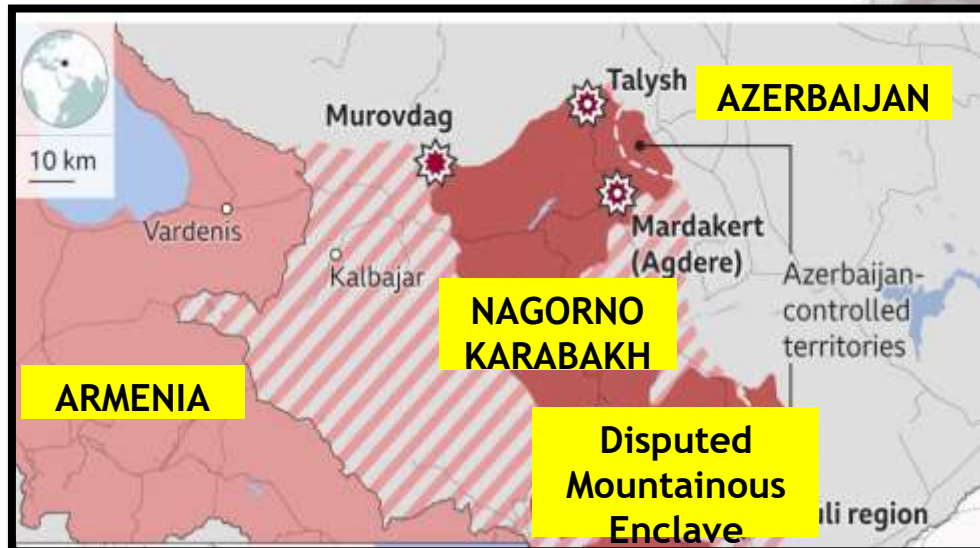 Talysh
AZERBAIJAN
Murovdag
10 km
Vardenis
Mardakert
(Agdere)
Kalbajar
Azerbaijan-
controlled
territories
NAGORNO
KARABAKH
ARMENIA
Disputed
Mountainous
Enclave
region